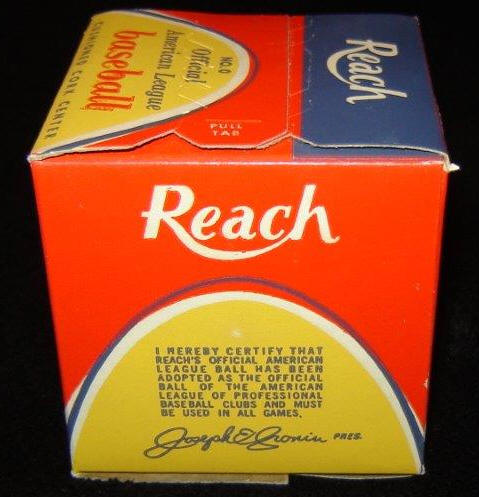 NO. 0
Official
American League
baseball
CUSHIONED CORK CENTER
Reach
PULL
TAB
Reach
I HEREBY CERTIFY THAT
REACH'S OFFICIAL AMERICAN
LEAGUE BALL HAS BEEN
ADOPTED AS THE OFFICIAL
BALL OF THE AMERICAN
LEAGUE OF PROFESSIONAL
BASEBALL CLUBS AND MUST
BE USED IN ALL GAMES.
Joseph E. Cronin PRES.